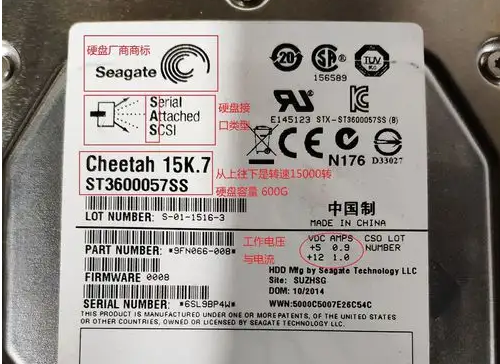 硬盘厂商商标
Seagate
20
SA
TUV
156589
Serial
Attached
SCSI
硬盘接
口类型
E145123 STX-ST3600057SS (B)
CE
N176
D33027
Cheetah 15K.7
ST3600057SS
从上往下是转速15000转
硬盘容量 600G
LOT NUMBER: S-01-1516-3
中国制
MADE IN CHINA
PART NUMBER: *9FN066-008*
工作电压
与电流
VDC AMPS
+5 0.9
+12 1.0
CSO LOT
NUMBER
FIRMWARE 0008
HDD Mfg by Seagate Technology LLC
Site: SUZHSG
DOM: 10/2014
SERIAL NUMBER: *6SL9BP4W*
WWN:5000C5007E26C54C
THIS PRODUCT IS MANUFACTURED UNDER ONE OR MORE PATENTS, OF THE UNITED STATES
OR OTHER COUNTRIES, OWNED OR LICENSED BY SEAGATE TECHNOLOGY LLC.